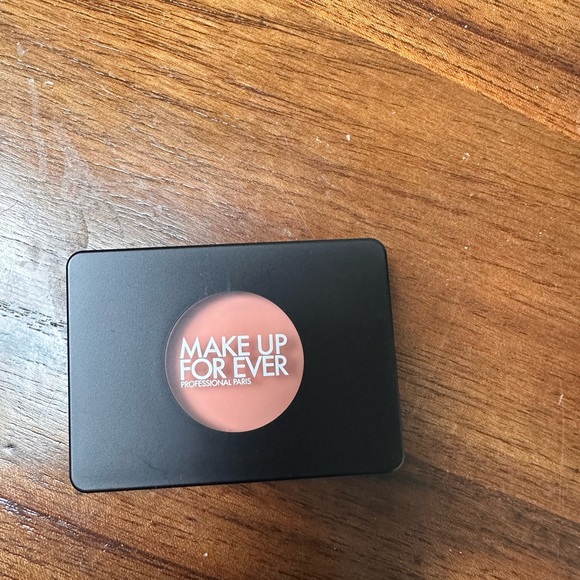 MAKE UP
FOR EVER
PROFESSIONAL PARIS